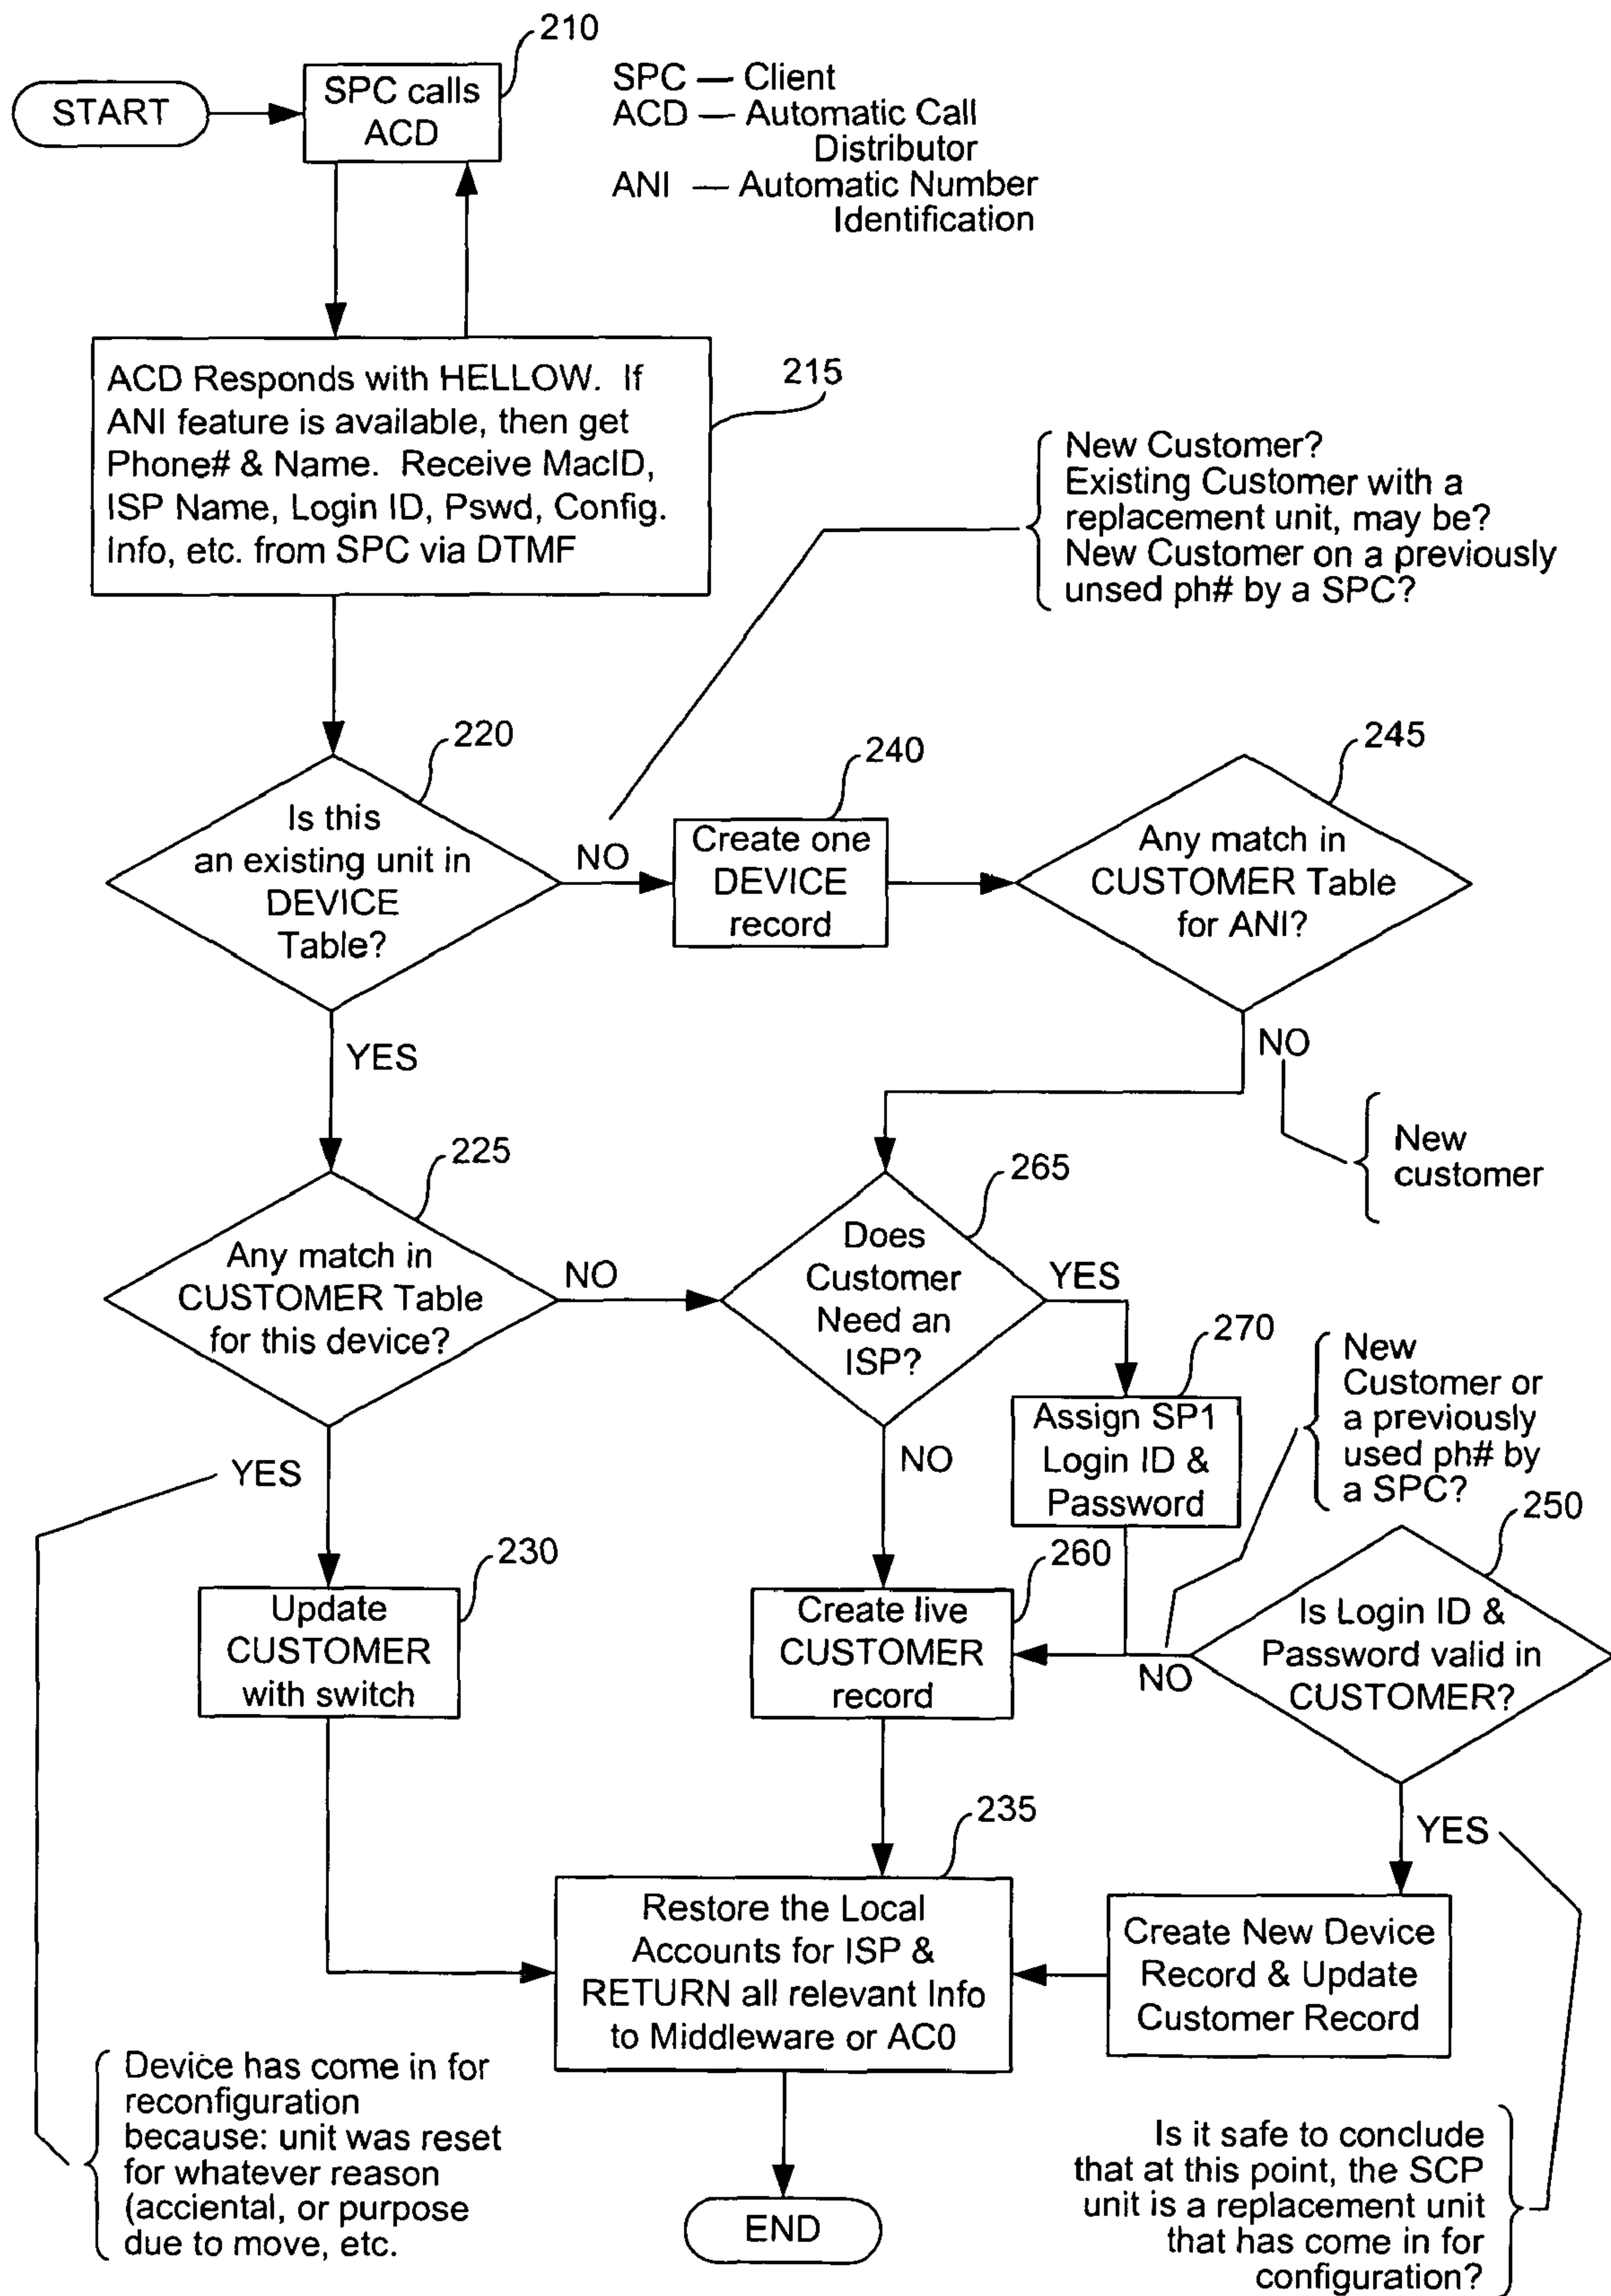 210
START
SPC calls
ACD
SPC — Client
ACD — Automatic Call
Distributor
ANI — Automatic Number
Identification
ACD Responds with HELLOW. If
ANI feature is available, then get
Phone# & Name. Receive MacID,
ISP Name, Login ID, Pswd, Config.
Info, etc. from SPC via DTMF
215
New Customer?
Existing Customer with a
replacement unit, may be?
New Customer on a previously
unsed ph# by a SPC?
220
Is this
an existing unit in
DEVICE
Table?
NO
240
Create one
DEVICE
record
245
Any match in
CUSTOMER Table
for ANI?
YES
NO
New
customer
225
Any match in
CUSTOMER Table
for this device?
NO
265
Does
Customer
Need an
ISP?
YES
270
Assign SP1
Login ID &
Password
New
Customer or
a previously
used ph# by
a SPC?
YES
NO
230
Update
CUSTOMER
with switch
260
Create live
CUSTOMER
record
NO
250
Is Login ID &
Password valid in
CUSTOMER?
YES
235
Restore the Local
Accounts for ISP &
RETURN all relevant Info
to Middleware or AC0
Create New Device
Record & Update
Customer Record
Device has come in for
reconfiguration
because: unit was reset
for whatever reason
(acciental, or purpose
due to move, etc.
END
Is it safe to conclude
that at this point, the SCP
unit is a replacement unit
that has come in for
configuration?